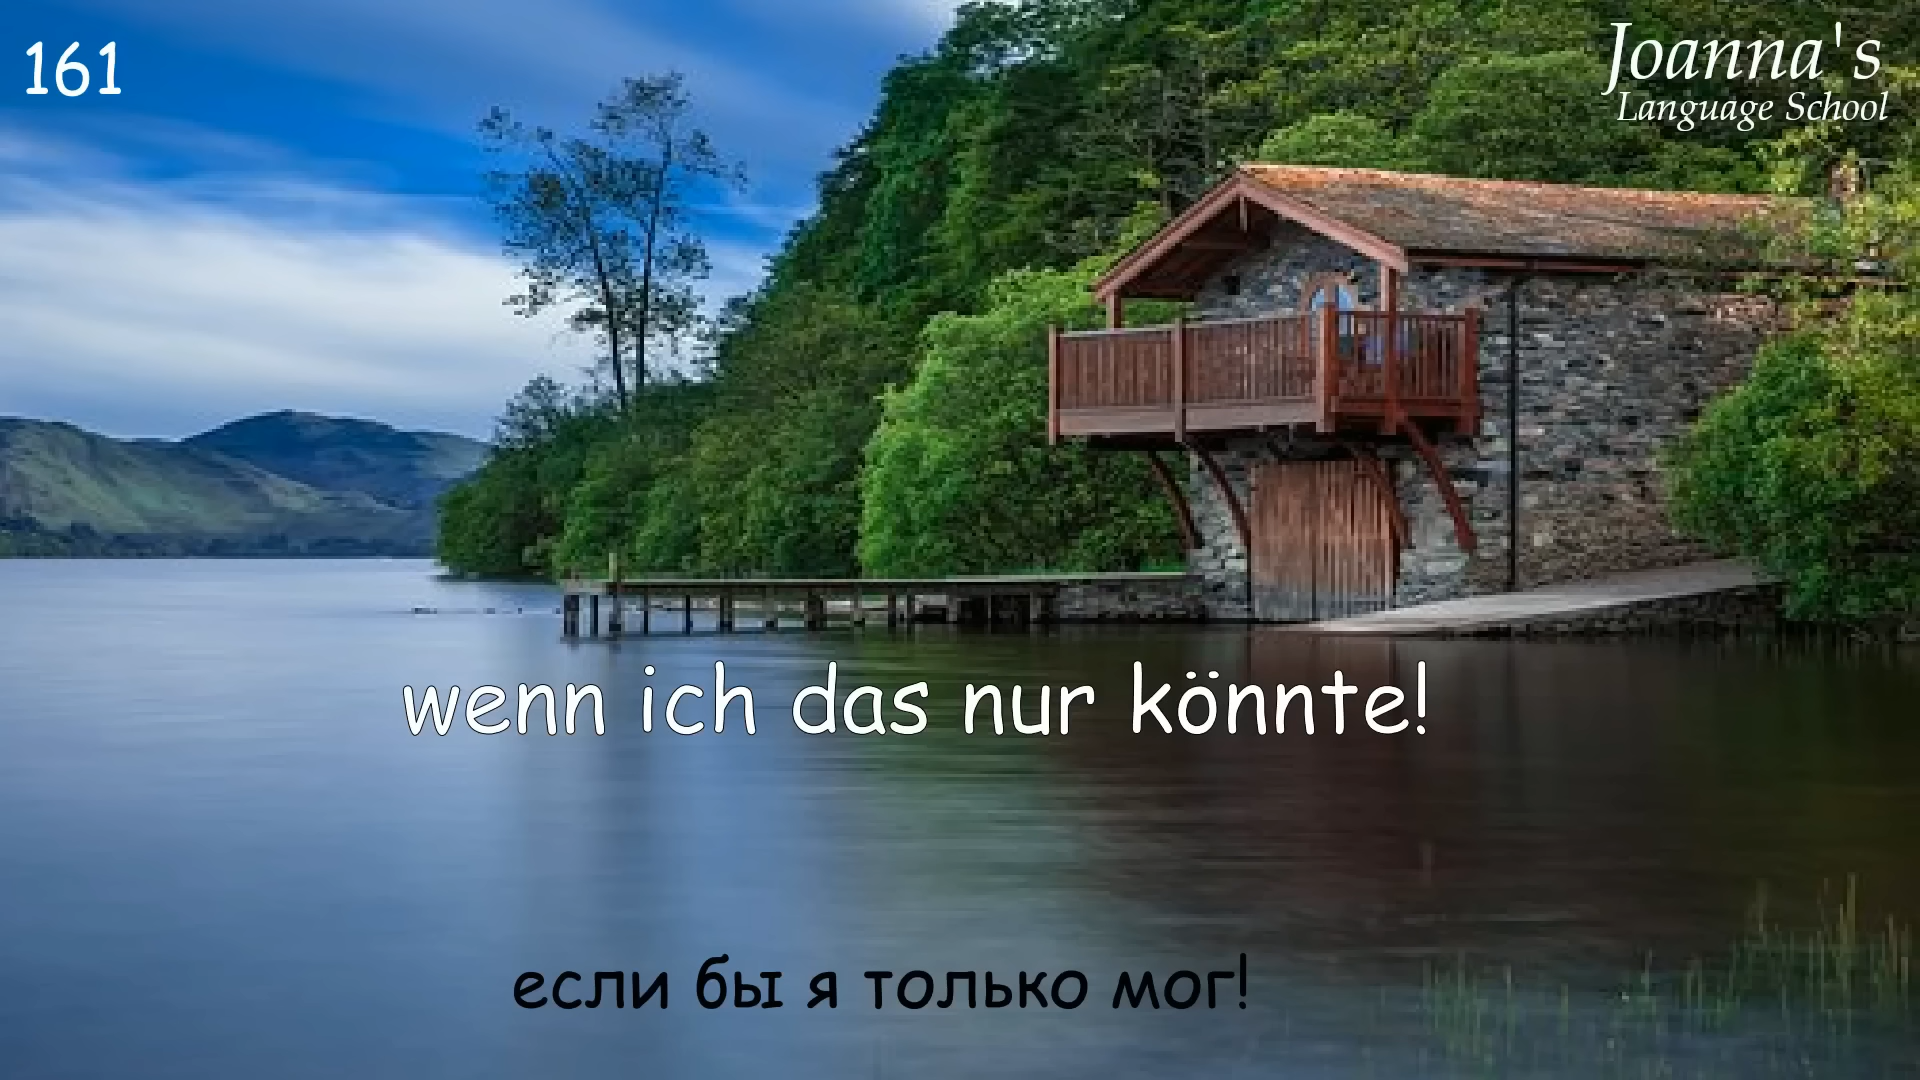 161
Joanna's
Language School
wenn ich das nur könnte!
если бы я только мог!